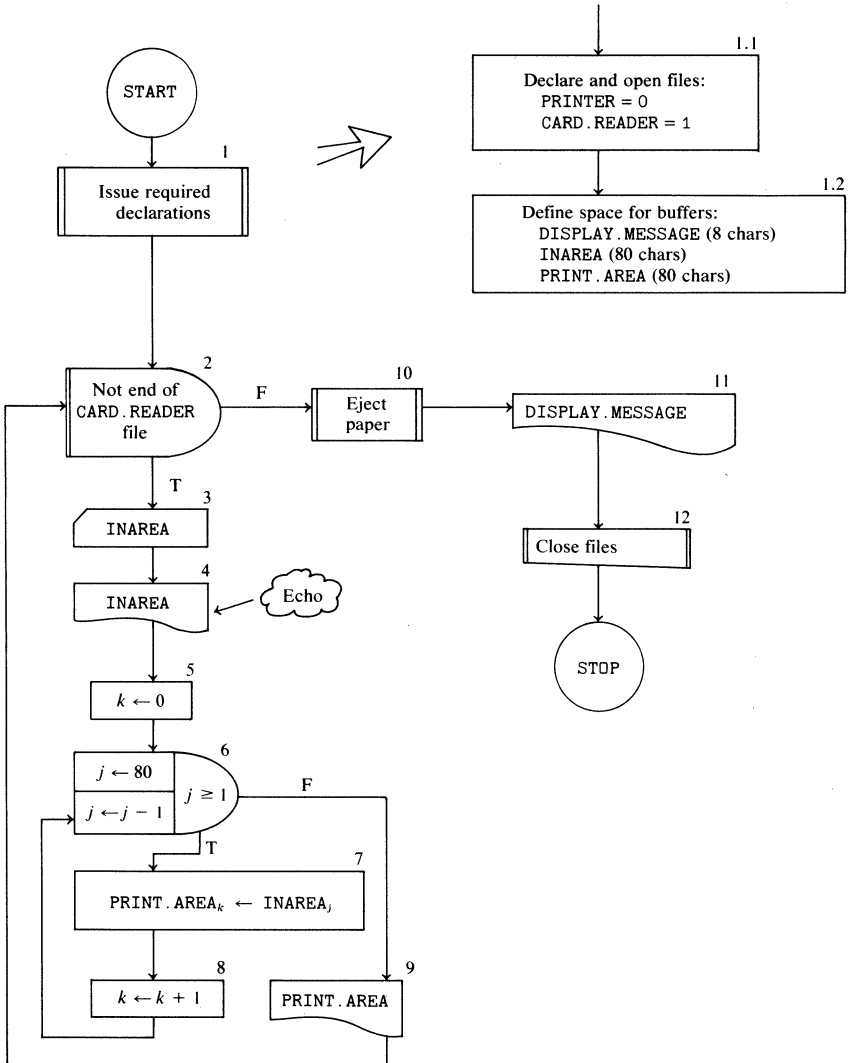 START
1
Issue required
declarations
1.1
Declare and open files:
PRINTER = 0
CARD.READER = 1
1.2
Define space for buffers:
DISPLAY.MESSAGE (8 chars)
INAREA (80 chars)
PRINT.AREA (80 chars)
2
Not end of
CARD.READER
file
F
T
10
Eject
paper
11
DISPLAY.MESSAGE
12
Close files
STOP
3
INAREA
4
INAREA
Echo
5
k ← 0
6
j ← 80
j ← j − 1
j ≥ 1
F
T
7
PRINT.AREAₖ ← INAREAⱼ
8
k ← k + 1
9
PRINT.AREA